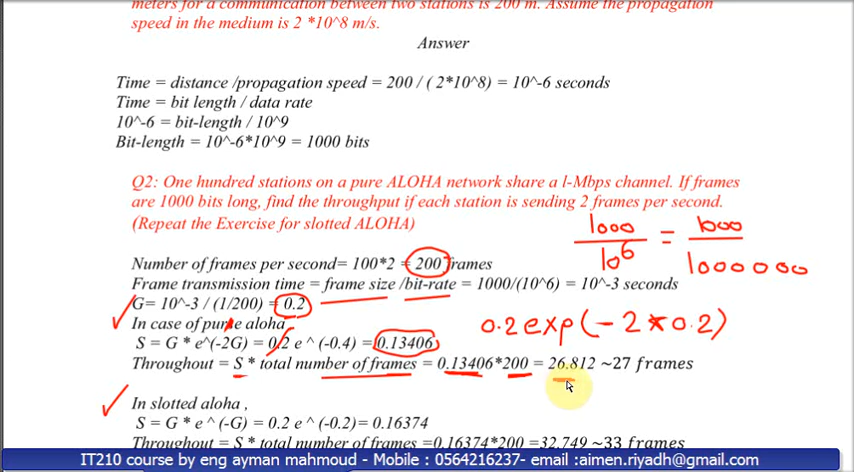 meters for a communication between two stations is 200 m. Assume the propagation
speed in the medium is 2 *10^8 m/s.
Answer
Time = distance /propagation speed = 200 / ( 2*10^8) = 10^-6 seconds
Time = bit length / data rate
10^-6 = bit-length / 10^9
Bit-length = 10^-6*10^9 = 1000 bits
Q2: One hundred stations on a pure ALOHA network share a l-Mbps channel. If frames
are 1000 bits long, find the throughput if each station is sending 2 frames per second.
(Repeat the Exercise for slotted ALOHA)
1000 / 10^6 = 1000 / 1000000
Number of frames per second= 100*2 = 200 frames
Frame transmission time = frame size /bit-rate = 1000/(10^6) = 10^-3 seconds
G= 10^-3 / (1/200) = 0.2
In case of pure aloha
0.2 exp(-2*0.2)
S = G * e^(-2G) = 0.2 e^(-0.4) = 0.13406
Throughout = S * total number of frames = 0.13406*200 = 26.812 ~27 frames
In slotted aloha ,
S = G * e ^ (-G) = 0.2 e ^ (-0.2)= 0.16374
Throughout = S * total number of frames =0.16374*200 =32.749 ~33 frames
IT210 course by eng ayman mahmoud - Mobile : 0564216237- email :aimen.riyadh@gmail.com